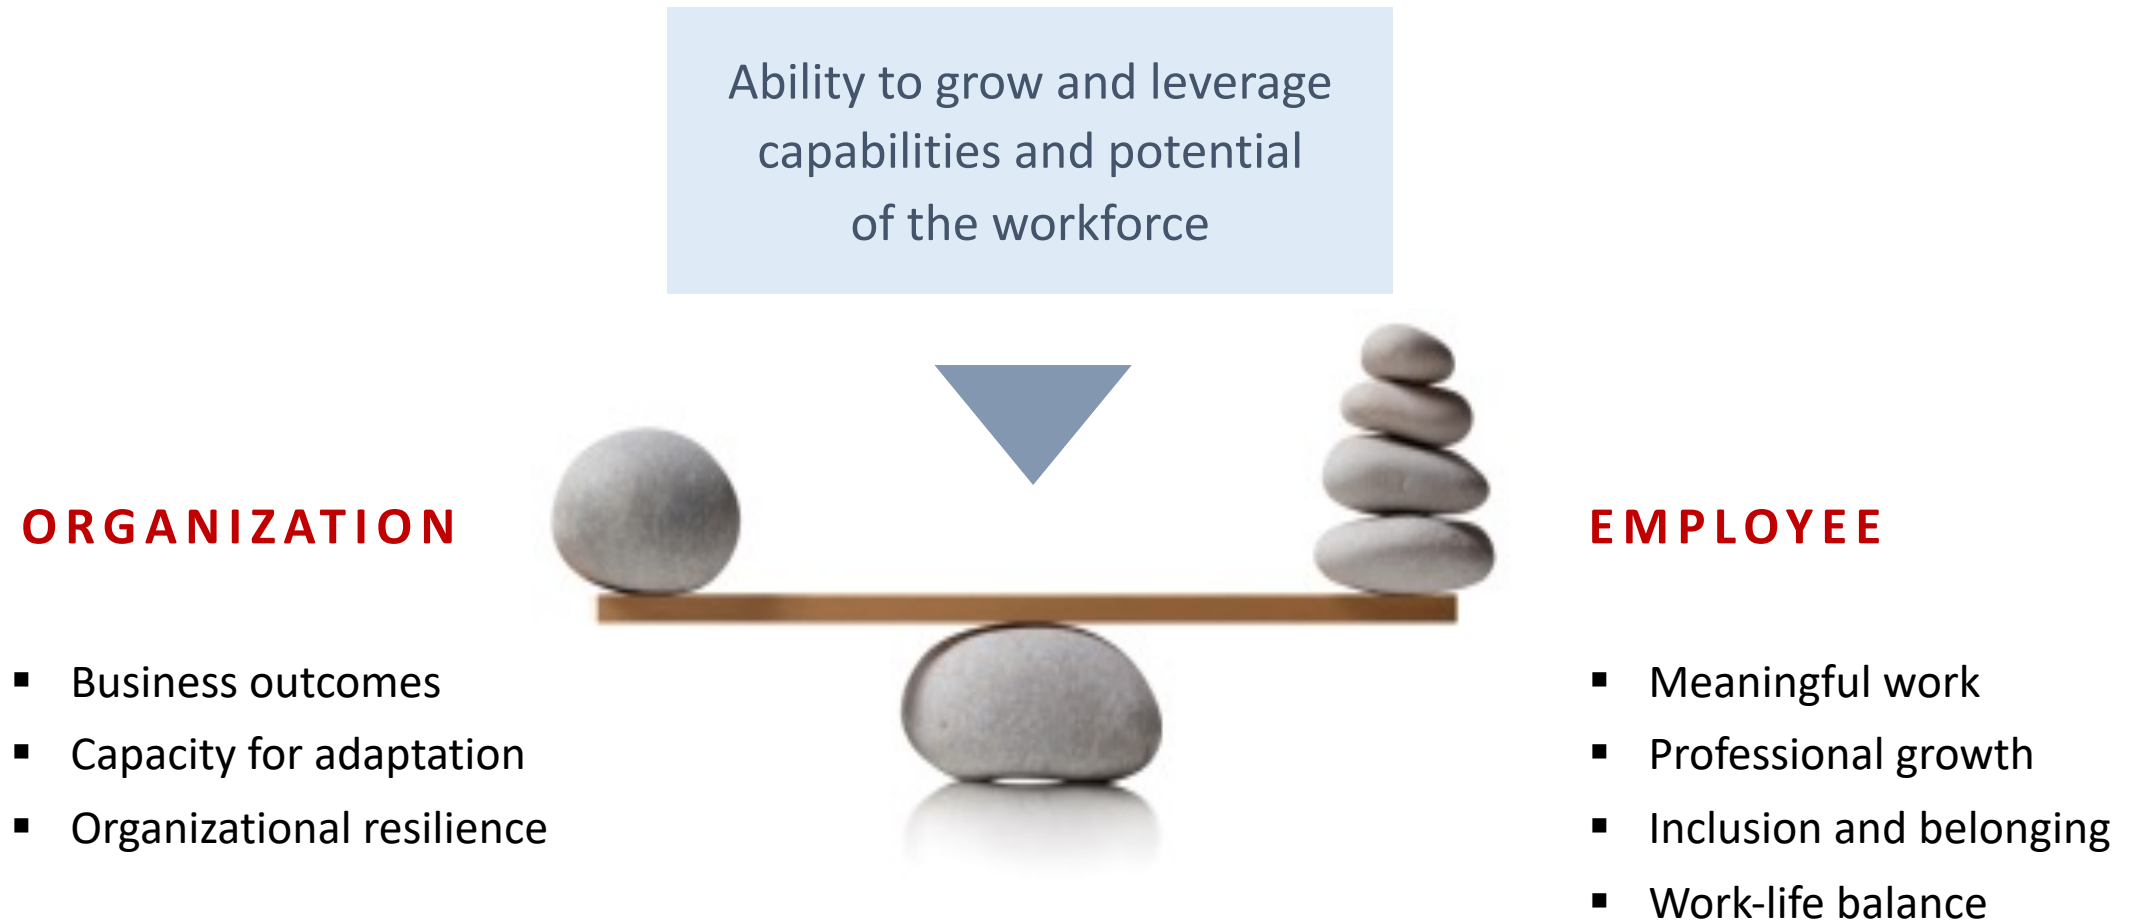 Ability to grow and leverage
capabilities and potential
of the workforce
ORGANIZATION
▪ Business outcomes
▪ Capacity for adaptation
▪ Organizational resilience
EMPLOYEE
▪ Meaningful work
▪ Professional growth
▪ Inclusion and belonging
▪ Work-life balance